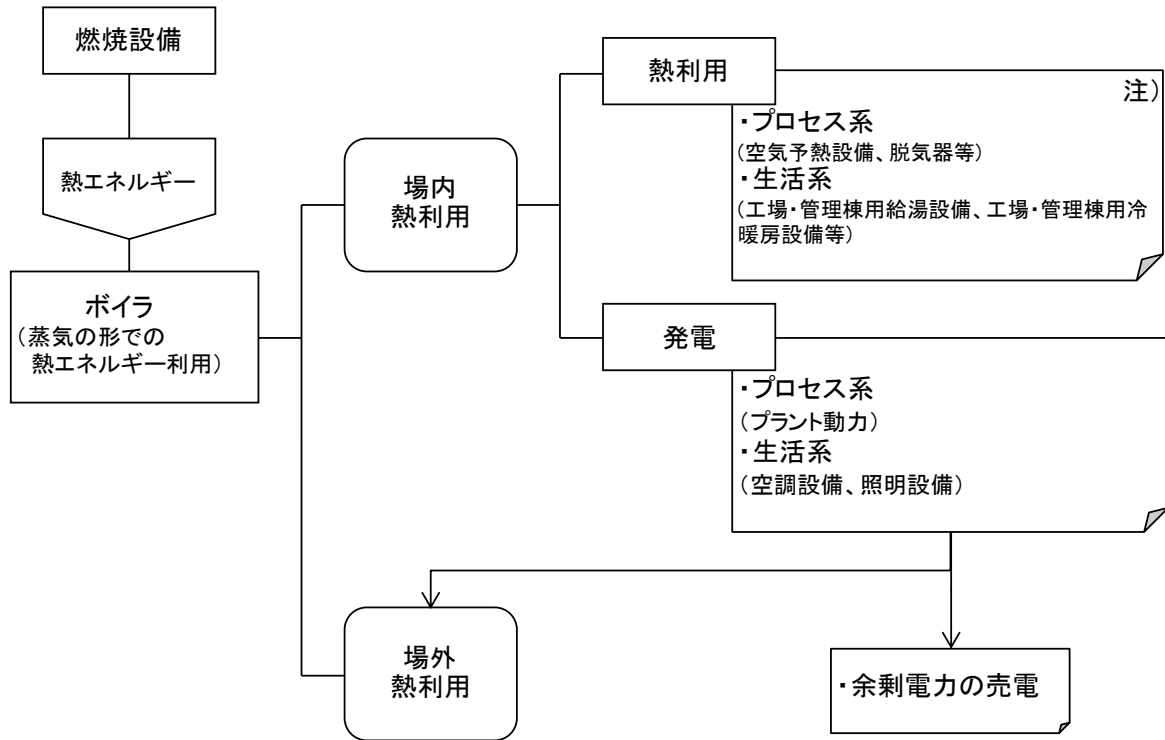 燃焼設備
熱エネルギー
ボイラ
（蒸気の形での
熱エネルギー利用）
場内
熱利用
熱利用
注）
・プロセス系
（空気予熱設備、脱気器等）
・生活系
（工場・管理棟用給湯設備、工場・管理棟用冷
暖房設備等）
発電
・プロセス系
（プラント動力）
・生活系
（空調設備、照明設備）
場外
熱利用
・余剰電力の売電